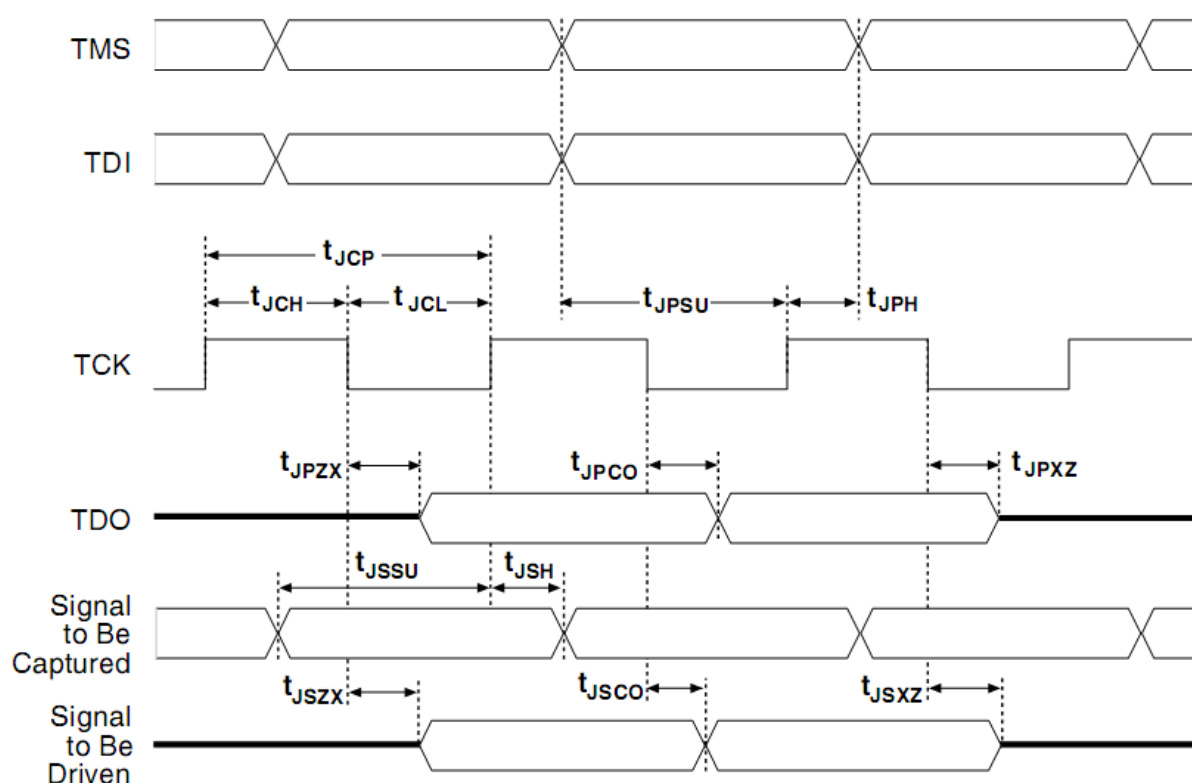 TMS
TDI
tJCP
tJCH
tJCL
tJPSU
tJPH
TCK
tJPZX
tJPCO
tJPXZ
TDO
tJSSU
tJSH
Signal
to Be
Captured
tJSZX
tJSCO
tJSXZ
Signal
to Be
Driven